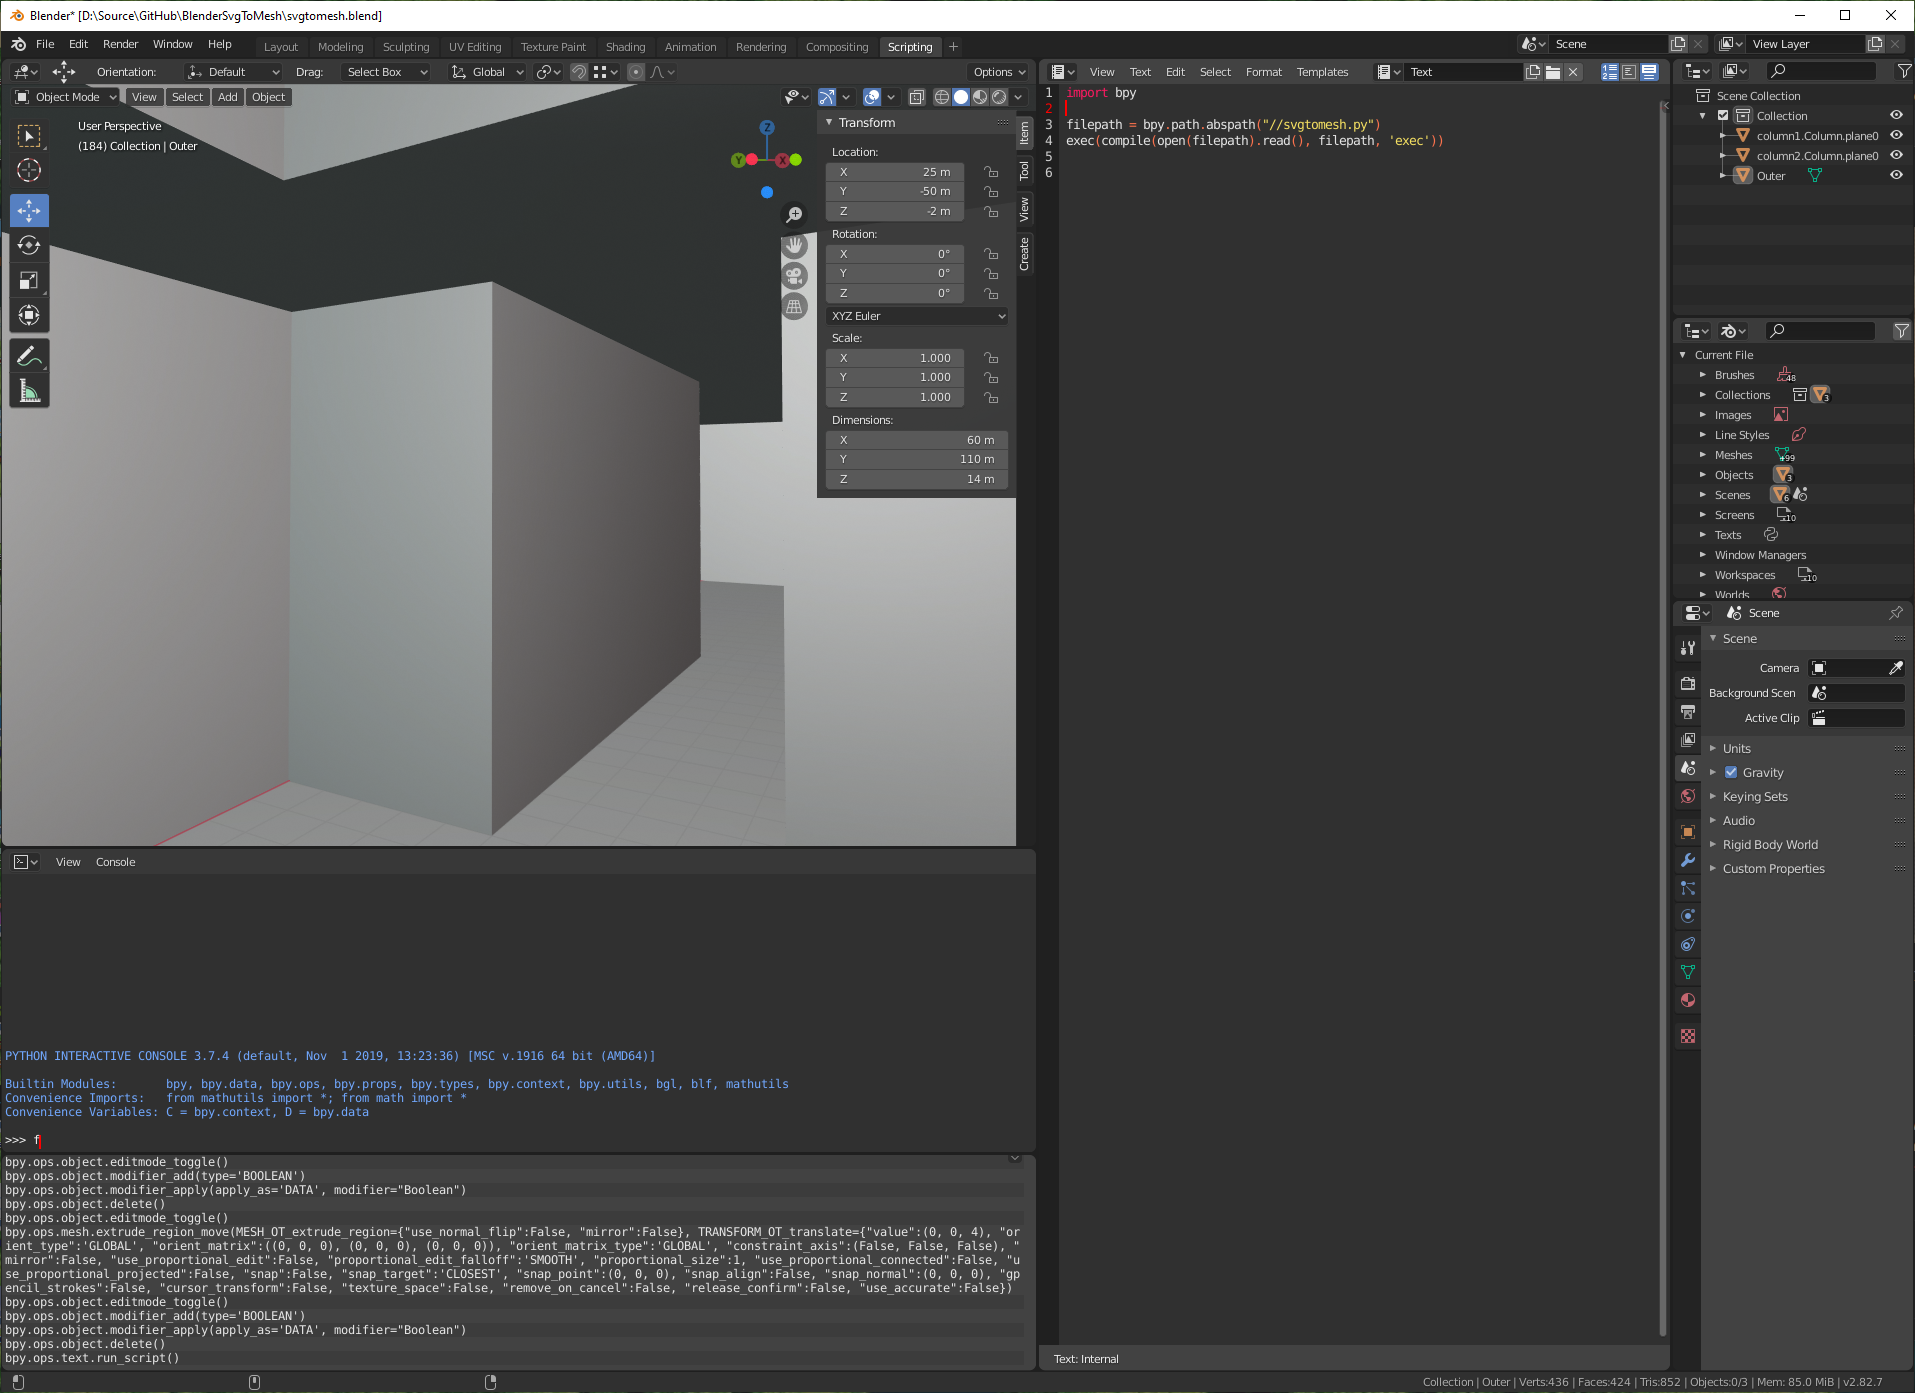 Blender* [D:\Source\GitHub\BlenderSvgToMesh\svgtomesh.blend]
File Edit Render Window Help Layout Modeling Sculpting UV Editing Texture Paint Shading Animation Rendering Compositing Scripting + Scene View Layer
Orientation: Default Drag: Select Box Global Options
Object Mode View Select Add Object
User Perspective
(184) Collection | Outer
Z
Y X
Transform
Location:
X 25 m
Y -50 m
Z -2 m
Rotation:
X 0°
Y 0°
Z 0°
XYZ Euler
Scale:
X 1.000
Y 1.000
Z 1.000
Dimensions:
X 60 m
Y 110 m
Z 14 m
Item
Tool
View
Create
View Text Edit Select Format Templates Text
1 import bpy
2
3 filepath = bpy.path.abspath("//svgtomesh.py")
4 exec(compile(open(filepath).read(), filepath, 'exec'))
5
6
Text: Internal
View Console
PYTHON INTERACTIVE CONSOLE 3.7.4 (default, Nov  1 2019, 13:23:36) [MSC v.1916 64 bit (AMD64)]
Builtin Modules:       bpy, bpy.data, bpy.ops, bpy.props, bpy.types, bpy.context, bpy.utils, bgl, blf, mathutils
Convenience Imports:   from mathutils import *; from math import *
Convenience Variables: C = bpy.context, D = bpy.data
>>> f
bpy.ops.object.editmode_toggle()
bpy.ops.object.modifier_add(type='BOOLEAN')
bpy.ops.object.modifier_apply(apply_as='DATA', modifier="Boolean")
bpy.ops.object.delete()
bpy.ops.object.editmode_toggle()
bpy.ops.mesh.extrude_region_move(MESH_OT_extrude_region={"use_normal_flip":False, "mirror":False}, TRANSFORM_OT_translate={"value":(0, 0, 4), "or
ient_type":'GLOBAL', "orient_matrix":((0, 0, 0), (0, 0, 0), (0, 0, 0)), "orient_matrix_type":'GLOBAL', "constraint_axis":(False, False, False), "
mirror":False, "use_proportional_edit":False, "proportional_edit_falloff":'SMOOTH', "proportional_size":1, "use_proportional_connected":False, "u
se_proportional_projected":False, "snap":False, "snap_target":'CLOSEST', "snap_point":(0, 0, 0), "snap_align":False, "snap_normal":(0, 0, 0), "gp
encil_strokes":False, "cursor_transform":False, "texture_space":False, "remove_on_cancel":False, "release_confirm":False, "use_accurate":False})
bpy.ops.object.editmode_toggle()
bpy.ops.object.modifier_add(type='BOOLEAN')
bpy.ops.object.modifier_apply(apply_as='DATA', modifier="Boolean")
bpy.ops.object.delete()
bpy.ops.text.run_script()
Scene Collection
Collection
column1.Column.plane0
column2.Column.plane0
Outer
Current File
Brushes 48
Collections 3
Images
Line Styles
Meshes +99
Objects 3
Scenes 6
Screens 10
Texts
Window Managers
Workspaces 10
Worlds
Scene
Scene
Camera
Background Scen
Active Clip
Units
Gravity
Keying Sets
Audio
Rigid Body World
Custom Properties
Collection | Outer | Verts:436 | Faces:424 | Tris:852 | Objects:0/3 | Mem: 85.0 MiB | v2.82.7